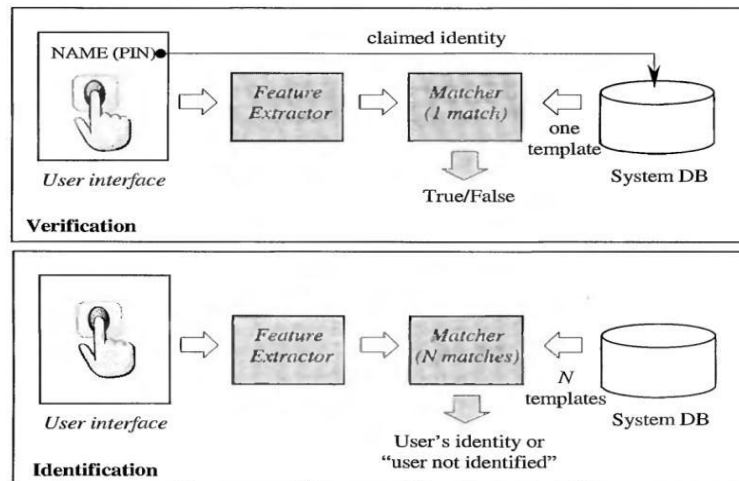 claimed identity
NAME (PIN)
Feature
Extractor
Matcher
(1 match)
one
template
System DB
User interface
True/False
Verification
Feature
Extractor
Matcher
(N matches)
N
templates
System DB
User interface
User's identity or
"user not identified"
Identification